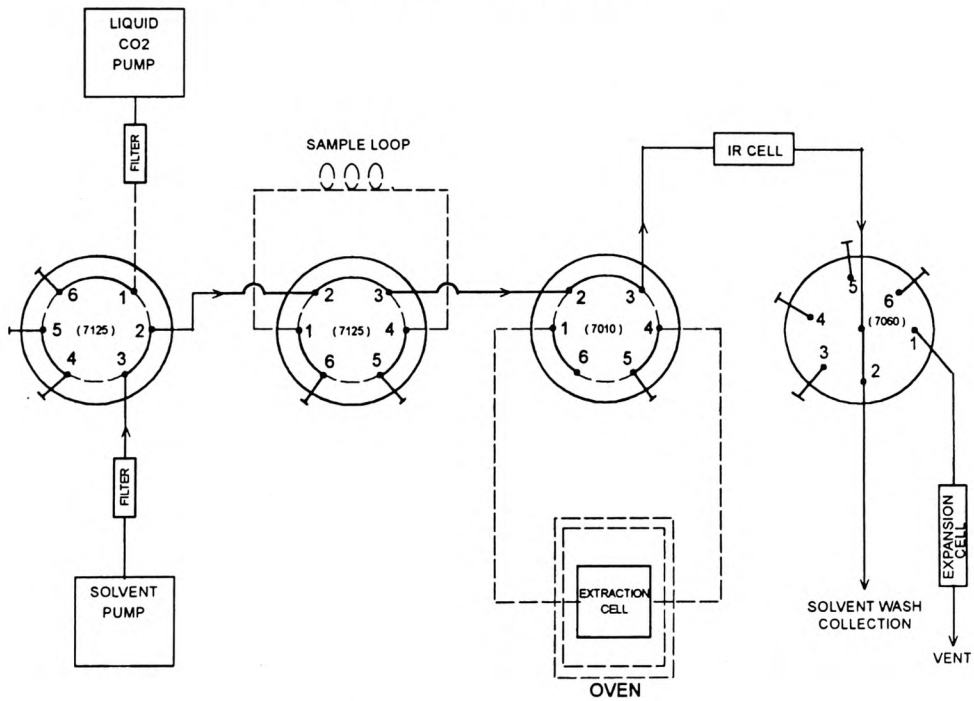 LIQUID
CO2
PUMP
FILTER
SAMPLE LOOP
IR CELL
6
1
5
(7125)
2
4
3
2
3
1
(7125)
4
6
5
2
3
1
(7010)
4
6
5
5
6
4
(7060)
1
3
2
FILTER
SOLVENT
PUMP
EXTRACTION
CELL
OVEN
EXPANSION
CELL
SOLVENT WASH
COLLECTION
VENT